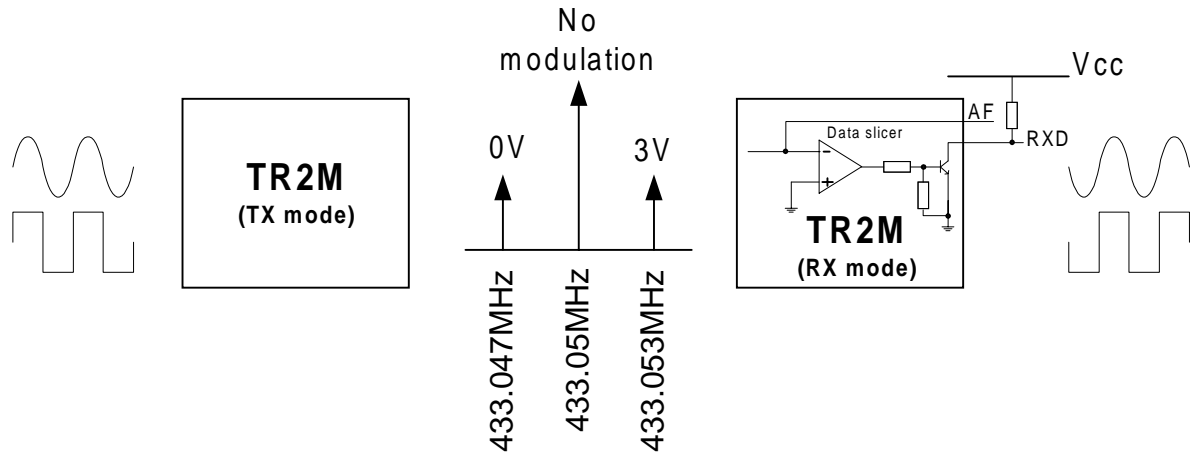 No
modulation
Vcc
AF
Data slicer
RXD
0V
3V
TR2M
(TX mode)
-
+
TR2M
(RX mode)
433.047MHz
433.05MHz
433.053MHz